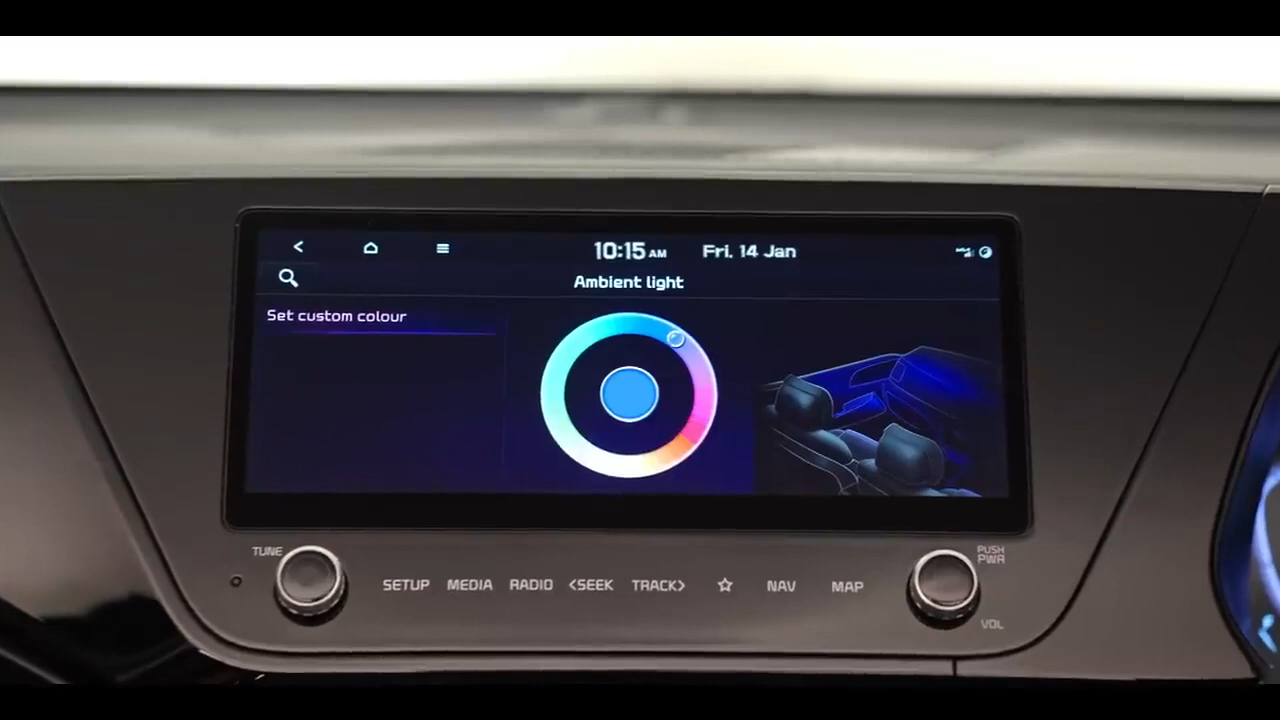 10:15 AM Fri. 14 Jan
Ambient light
Set custom colour
TUNE
PUSH
PWR
SETUP MEDIA RADIO <SEEK TRACK> ☆ NAV MAP
VOL